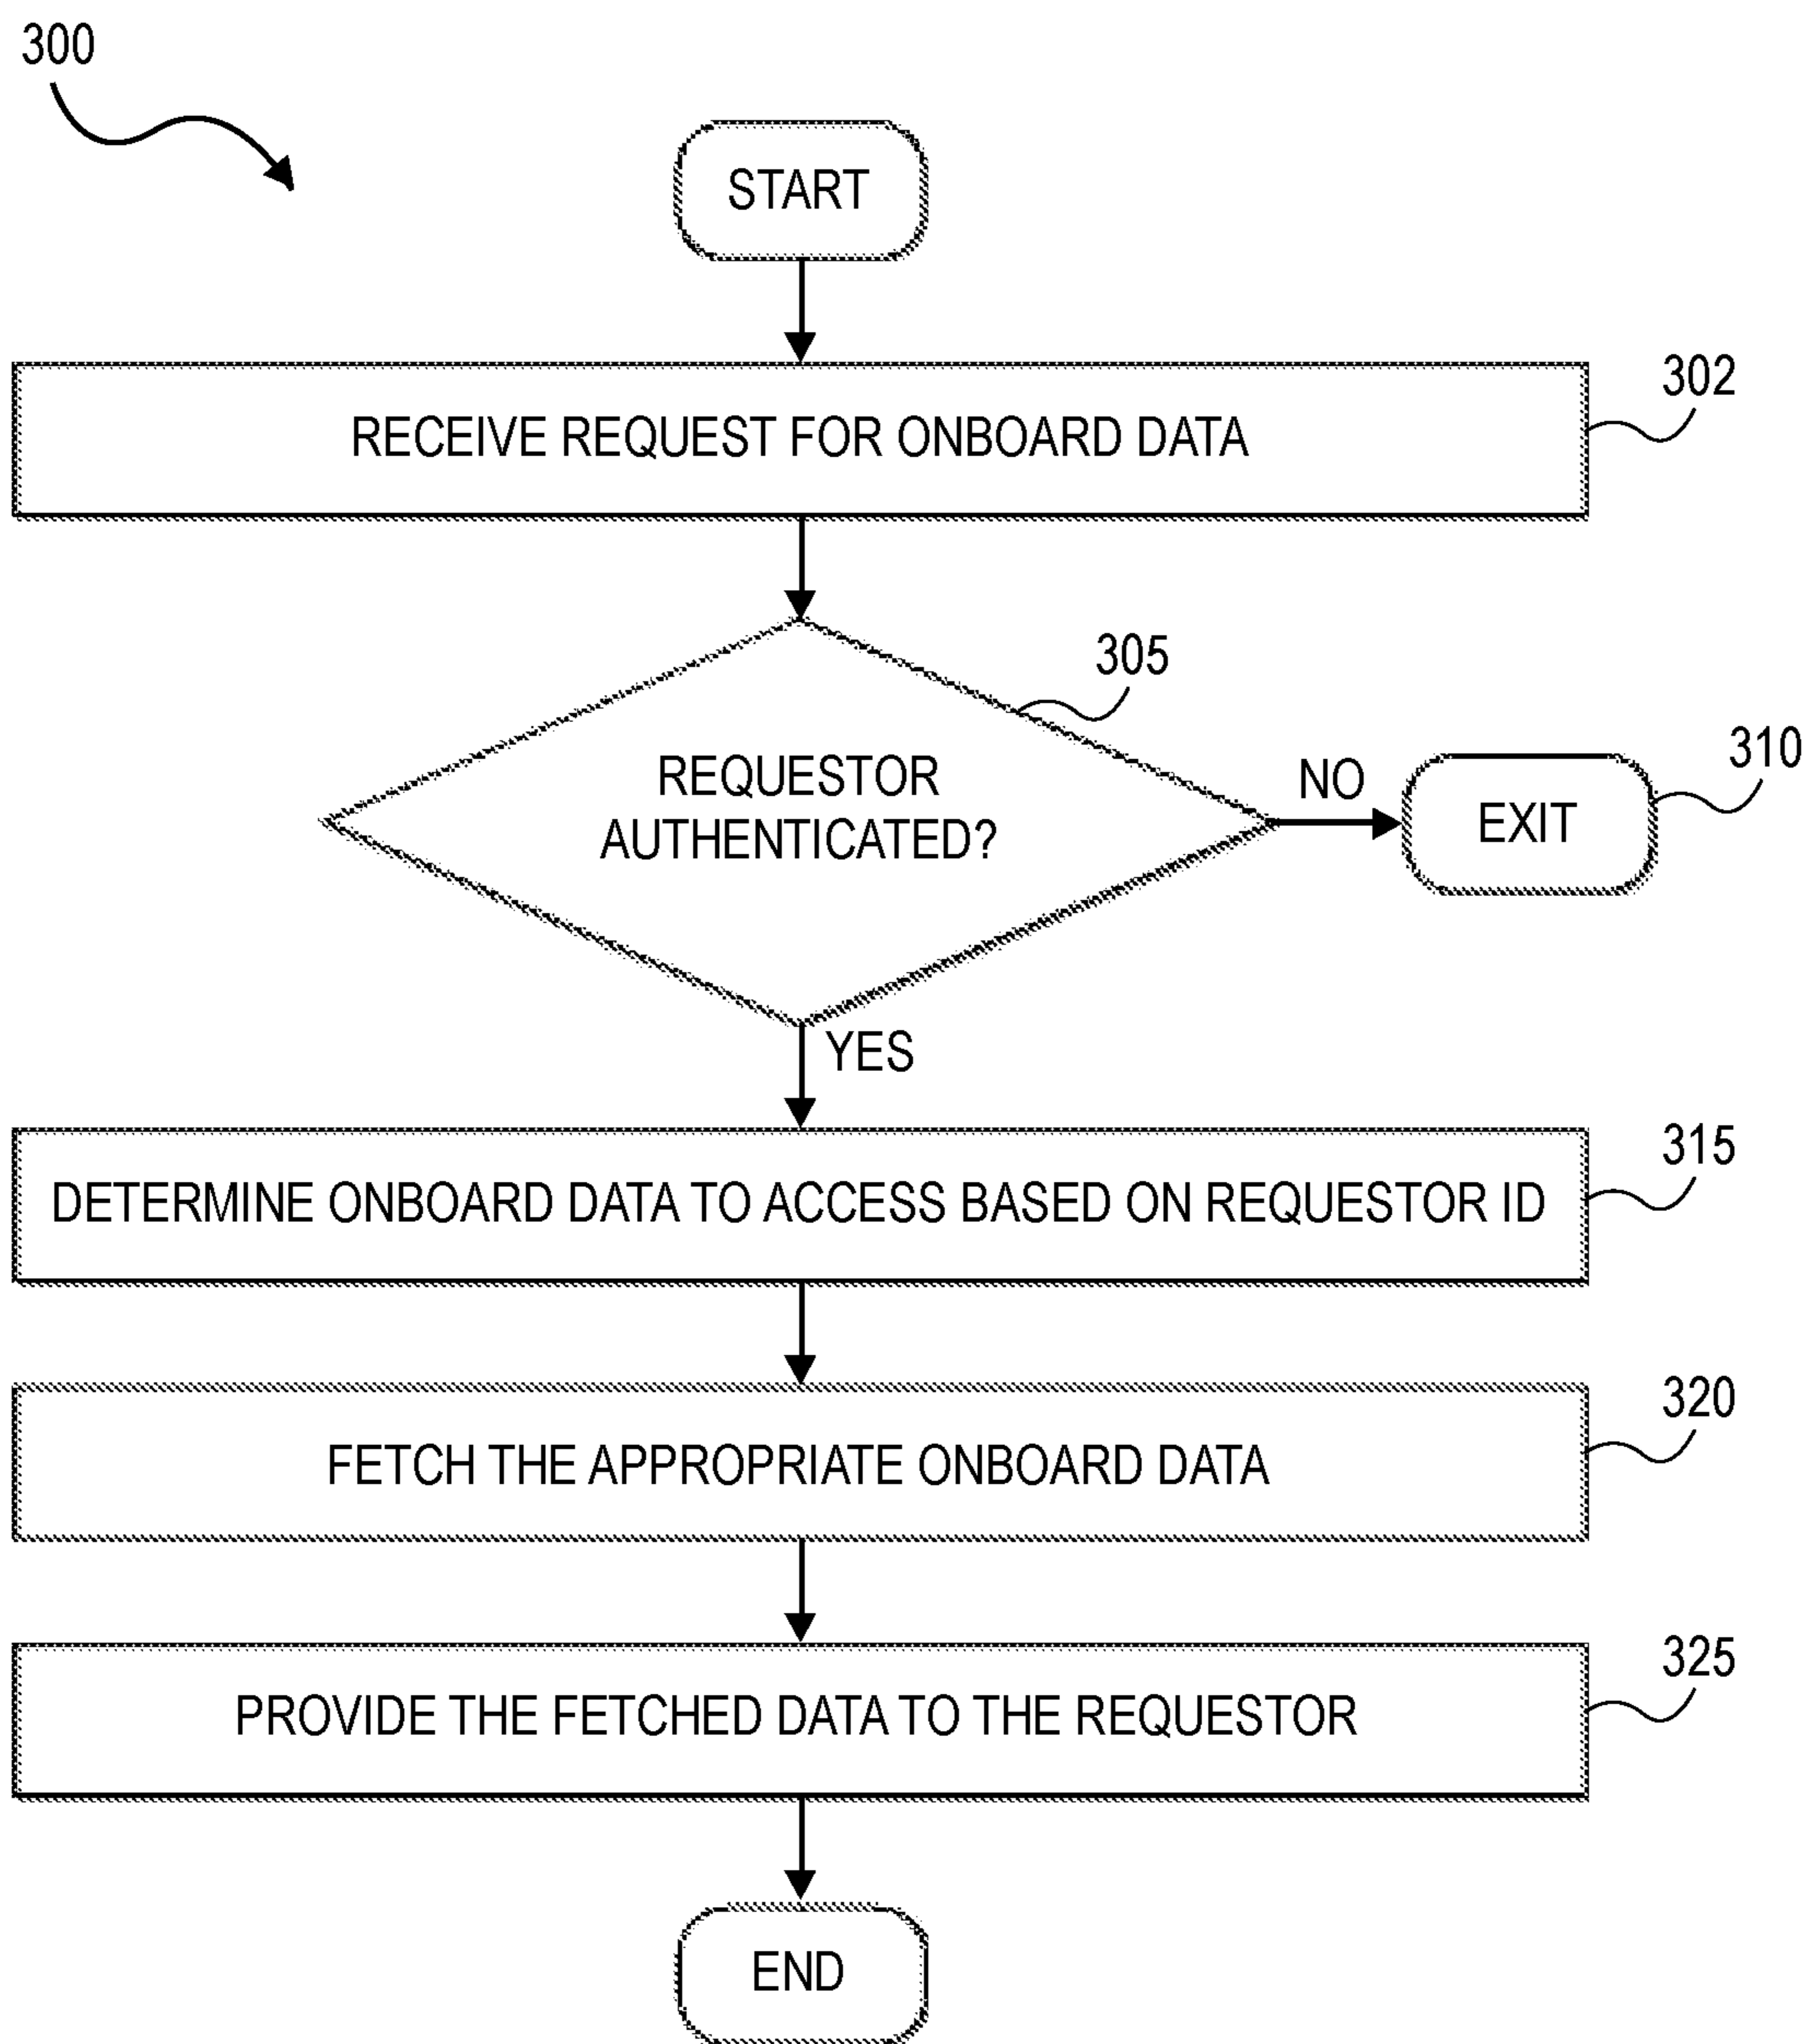 300
START
302
RECEIVE REQUEST FOR ONBOARD DATA
305
REQUESTOR
AUTHENTICATED?
NO
310
EXIT
YES
315
DETERMINE ONBOARD DATA TO ACCESS BASED ON REQUESTOR ID
320
FETCH THE APPROPRIATE ONBOARD DATA
325
PROVIDE THE FETCHED DATA TO THE REQUESTOR
END